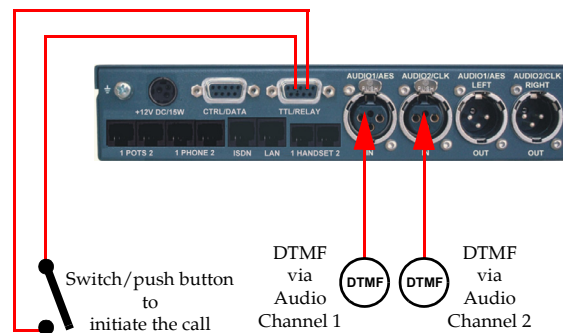 AUDIO1/AES
AUDIO2/CLK
AUDIO1/AES
LEFT
AUDIO2/CLK
RIGHT
+12V DC/15W
CTRL/DATA
TTL/RELAY
1 POTS 2
1 PHONE 2
ISDN
LAN
1 HANDSET 2
IN
IN
OUT
OUT
Switch/push button
to
initiate the call
DTMF
via
Audio
Channel 1
DTMF
DTMF
DTMF
via
Audio
Channel 2